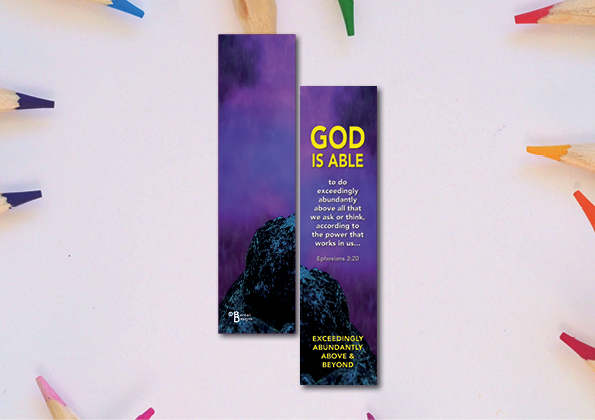 GOD
IS ABLE
to do
exceedingly
abundantly
above all that
we ask or think,
according to
the power that
works in us...
Ephesians 3:20
EXCEEDINGLY
ABUNDANTLY
ABOVE &
BEYOND